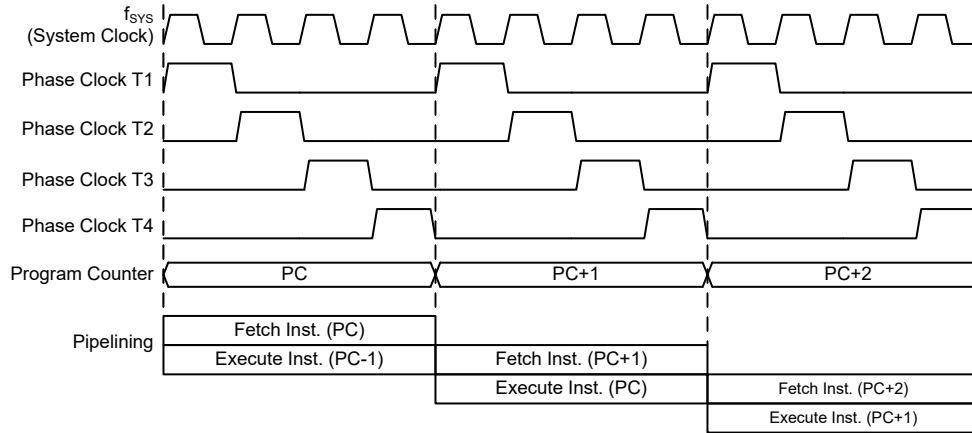 fSYS
(System Clock)
Phase Clock T1
Phase Clock T2
Phase Clock T3
Phase Clock T4
Program Counter
PC
PC+1
PC+2
Pipelining
Fetch Inst. (PC)
Execute Inst. (PC-1)
Fetch Inst. (PC+1)
Execute Inst. (PC)
Fetch Inst. (PC+2)
Execute Inst. (PC+1)